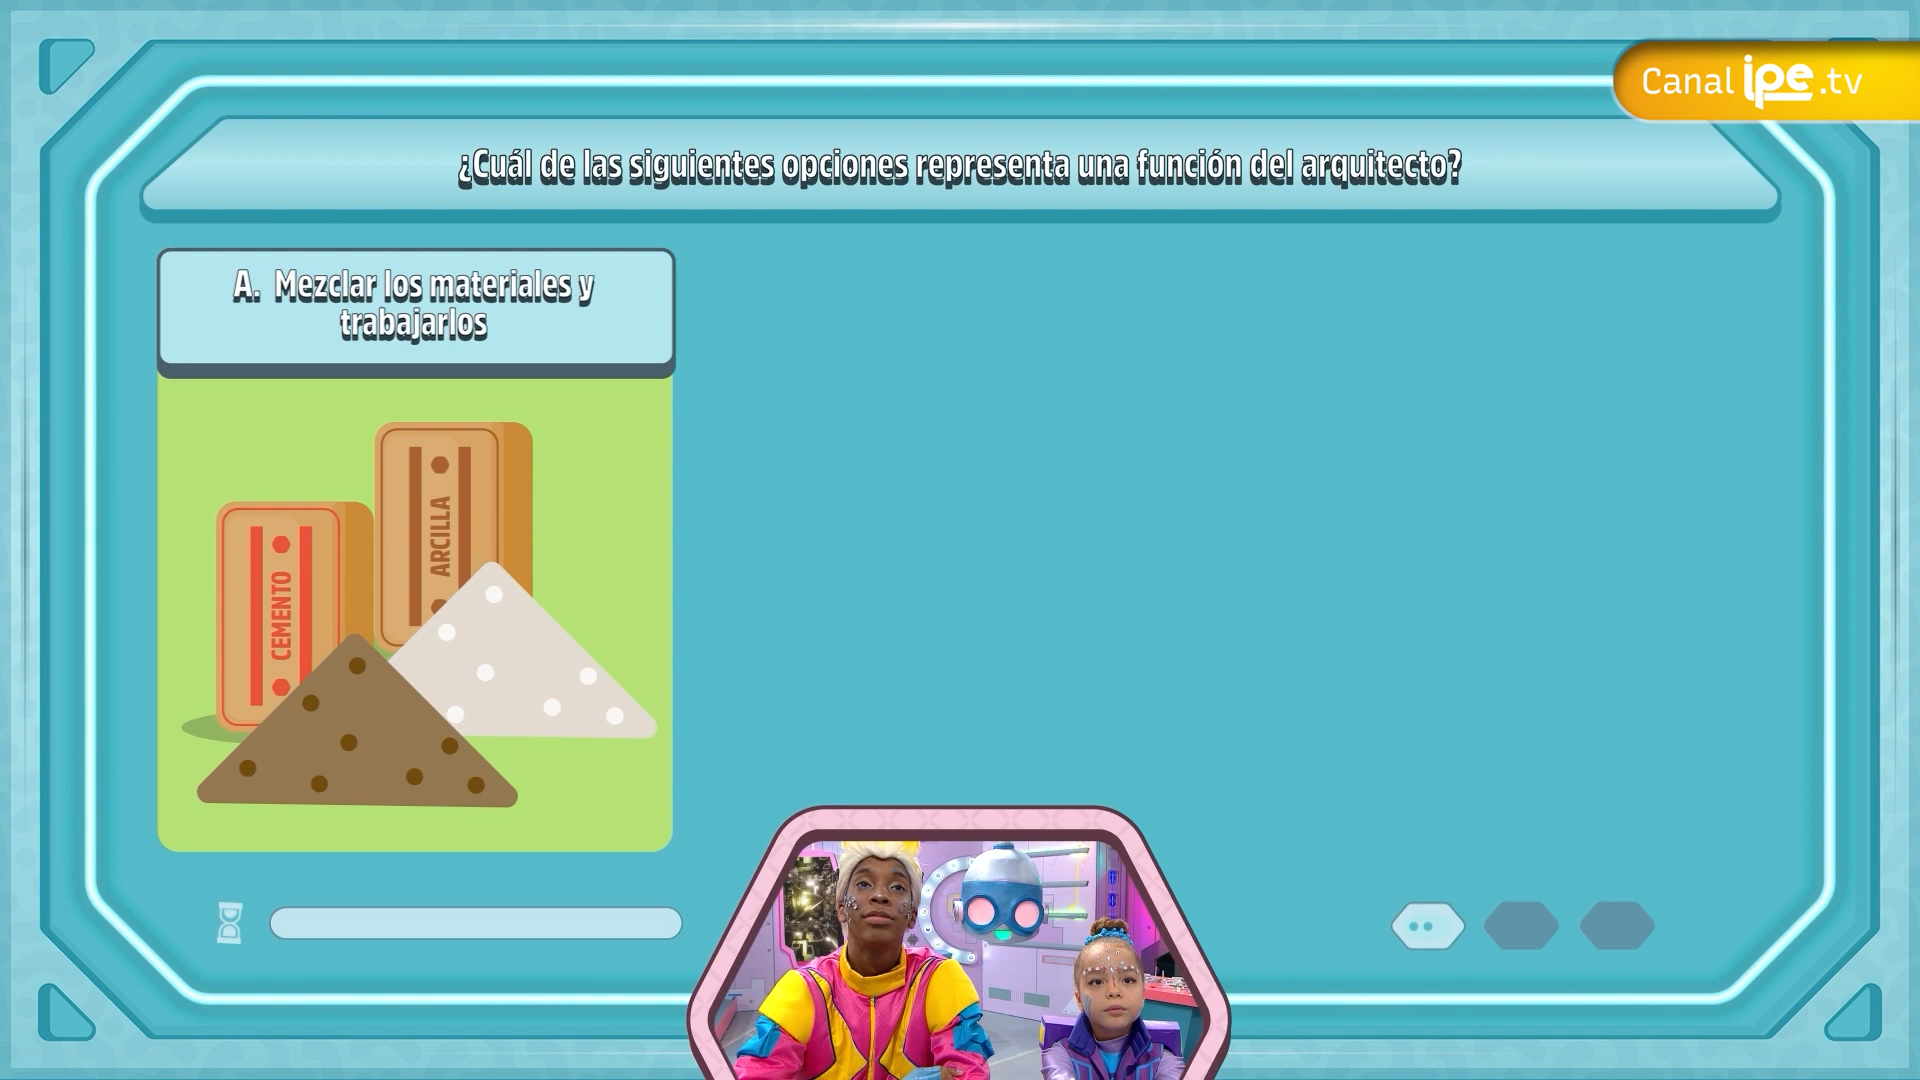 Canal ipe.tv
¿Cuál de las siguientes opciones representa una función del arquitecto?
A. Mezclar los materiales y
trabajarlos
ARCILLA
CEMENTO